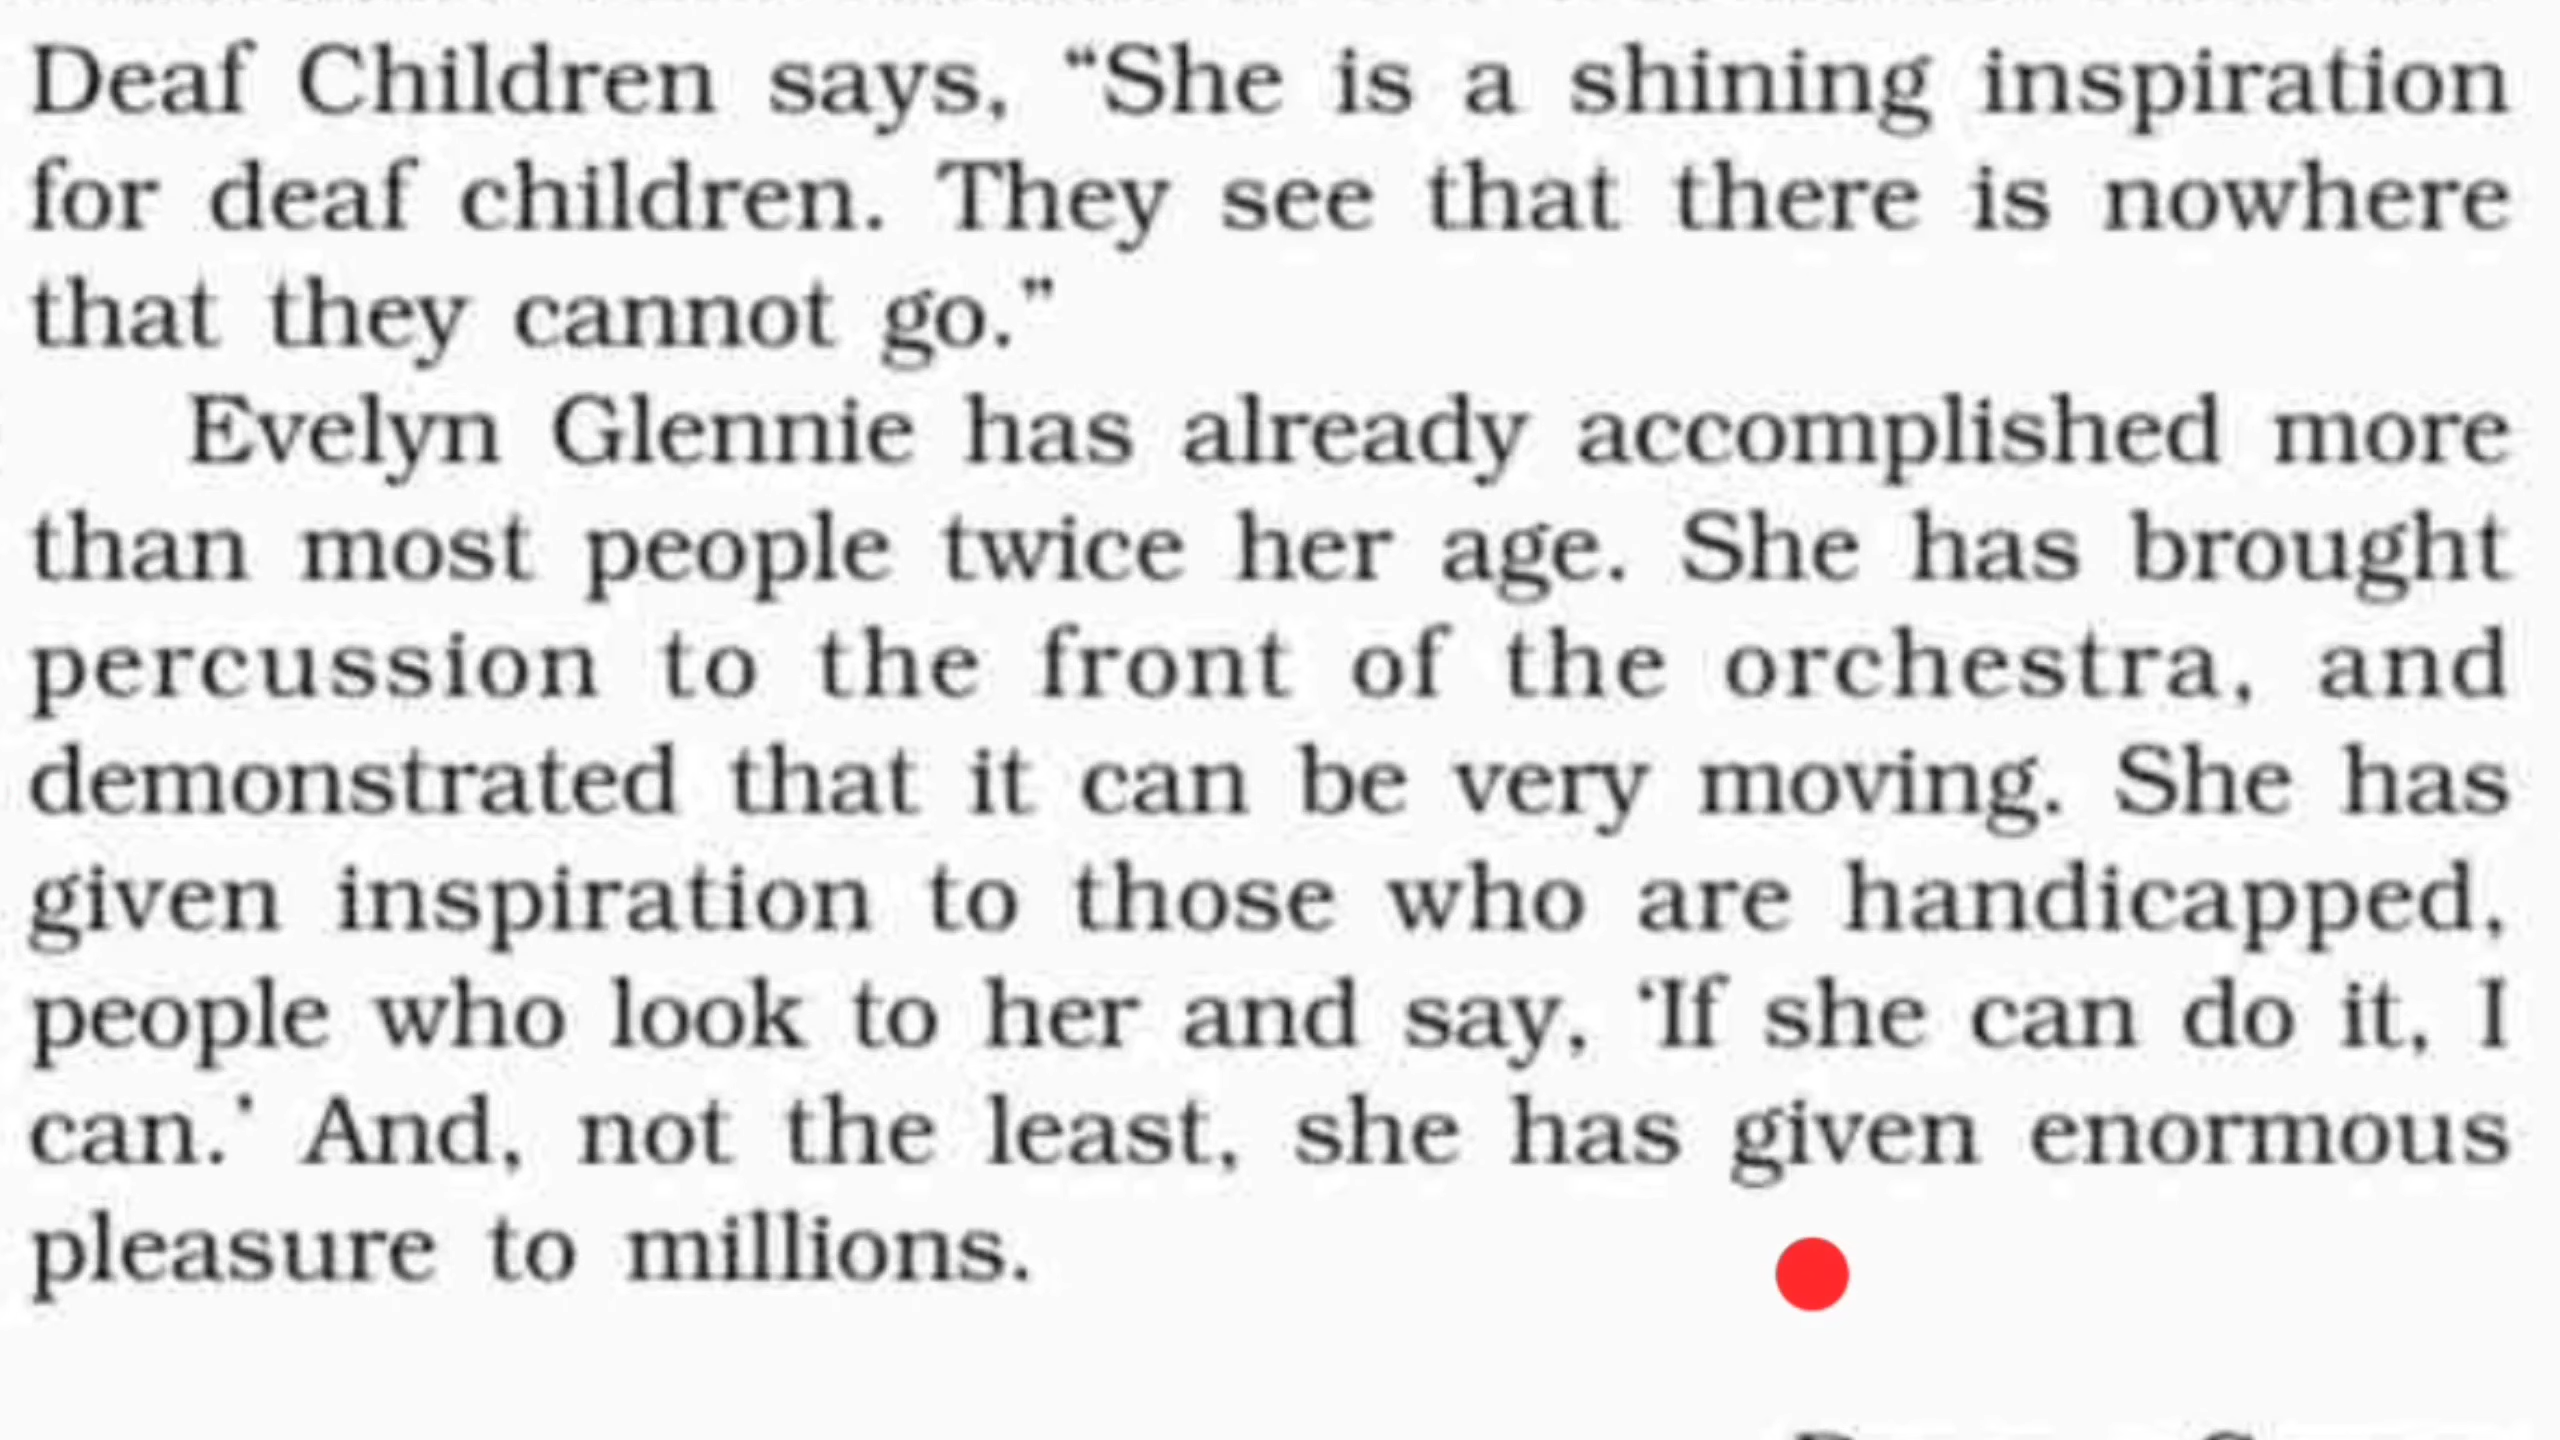 Deaf Children says, “She is a shining inspiration
for deaf children. They see that there is nowhere
that they cannot go.”
Evelyn Glennie has already accomplished more
than most people twice her age. She has brought
percussion to the front of the orchestra, and
demonstrated that it can be very moving. She has
given inspiration to those who are handicapped,
people who look to her and say, ‘If she can do it, I
can.’ And, not the least, she has given enormous
pleasure to millions.